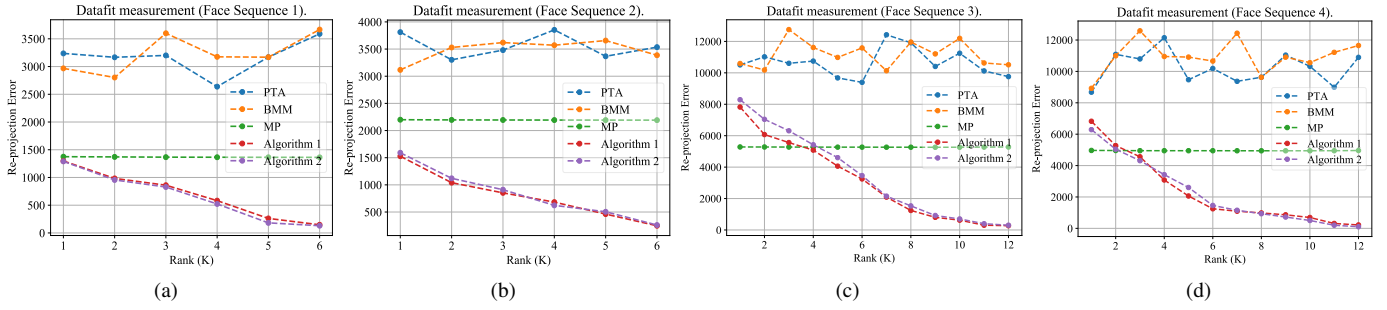 Datafit measurement (Face Sequence 1).
Re-projection Error
3500
3000
2500
2000
1500
1000
500
0
PTA
BMM
MP
Algorithm 1
Algorithm 2
1 2 3 4 5 6
Rank (K)
(a)
Datafit measurement (Face Sequence 2).
Re-projection Error
4000
3500
3000
2500
2000
1500
1000
500
PTA
BMM
MP
Algorithm 1
Algorithm 2
1 2 3 4 5 6
Rank (K)
(b)
Datafit measurement (Face Sequence 3).
Re-projection Error
12000
10000
8000
6000
4000
2000
0
PTA
BMM
MP
Algorithm 1
Algorithm 2
2 4 6 8 10 12
Rank (K)
(c)
Datafit measurement (Face Sequence 4).
Re-projection Error
12000
10000
8000
6000
4000
2000
0
PTA
BMM
MP
Algorithm 1
Algorithm 2
2 4 6 8 10 12
Rank (K)
(d)